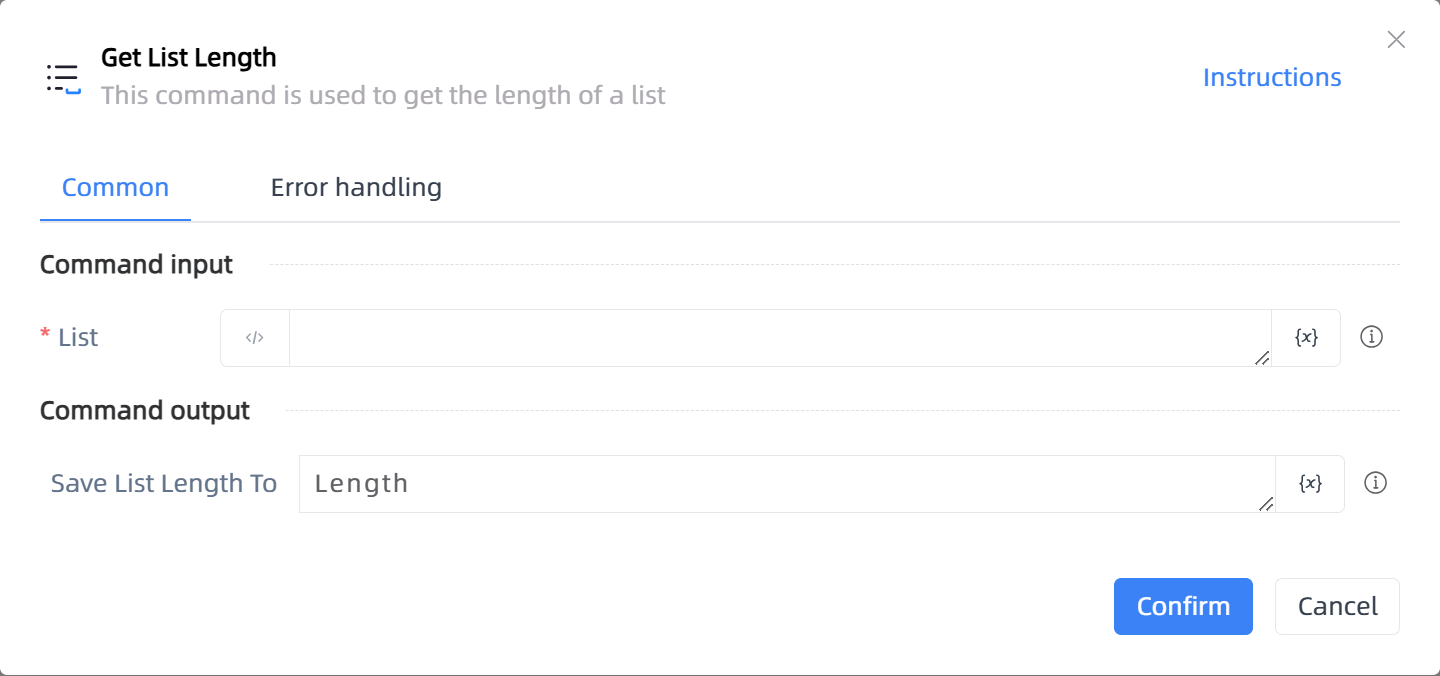 Get List Length
This command is used to get the length of a list
Instructions
Common
Error handling
Command input
* List
</>
{x}
Command output
Save List Length To
Length
{x}
Confirm
Cancel